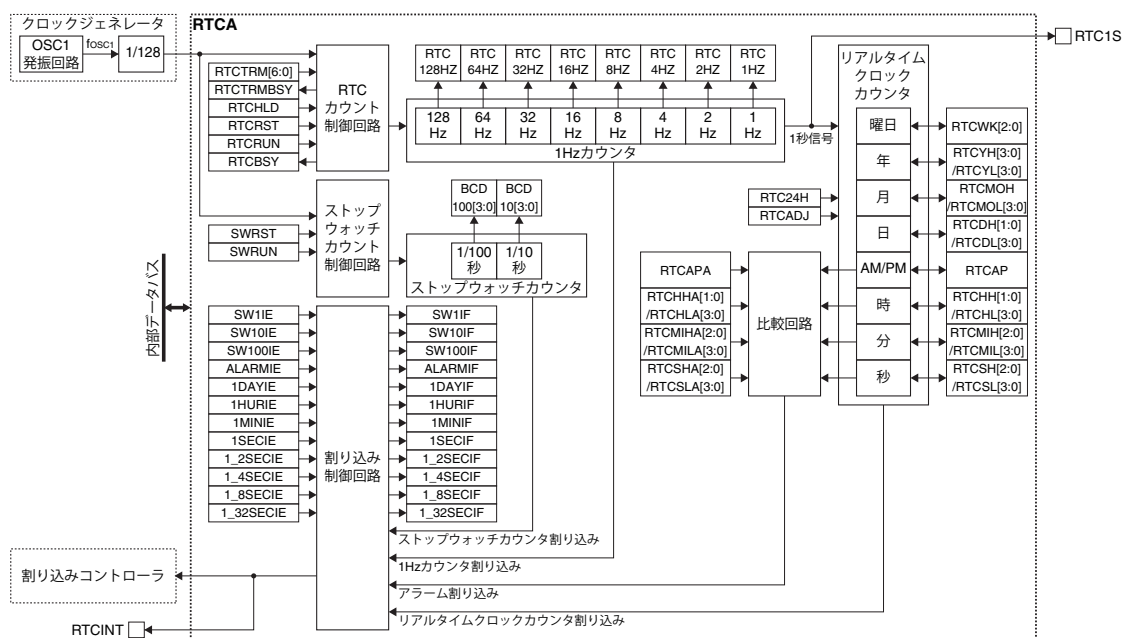 クロックジェネレータ
OSC1
発振回路
fOSC1
1/128
RTCA
RTCTRM[6:0]
RTCTRMBSY
RTCHLD
RTCRST
RTCRUN
RTCBSY
RTC
カウント
制御回路
RTC
128HZ
RTC
64HZ
RTC
32HZ
RTC
16HZ
RTC
8HZ
RTC
4HZ
RTC
2HZ
RTC
1HZ
128
Hz
64
Hz
32
Hz
16
Hz
8
Hz
4
Hz
2
Hz
1
Hz
1Hzカウンタ
1秒信号
RTC1S
リアルタイム
クロック
カウンタ
曜日
年
月
日
AM/PM
時
分
秒
RTCWK[2:0]
RTCYH[3:0]
/RTCYL[3:0]
RTCMOH
/RTCMOL[3:0]
RTCDH[1:0]
/RTCDL[3:0]
RTCAP
RTCHH[1:0]
/RTCHL[3:0]
RTCMIH[2:0]
/RTCMIL[3:0]
RTCSH[2:0]
/RTCSL[3:0]
RTC24H
RTCADJ
RTCAPA
RTCHHA[1:0]
/RTCHLA[3:0]
RTCMIHA[2:0]
/RTCMILA[3:0]
RTCSHA[2:0]
/RTCSLA[3:0]
比較回路
SWRST
SWRUN
ストップ
ウォッチ
カウント
制御回路
BCD
100[3:0]
BCD
10[3:0]
1/100
秒
1/10
秒
ストップウォッチカウンタ
内部データバス
SW1IE
SW10IE
SW100IE
ALARMIE
1DAYIE
1HURIE
1MINIE
1SECIE
1_2SECIE
1_4SECIE
1_8SECIE
1_32SECIE
割り込み
制御回路
SW1IF
SW10IF
SW100IF
ALARMIF
1DAYIF
1HURIF
1MINIF
1SECIF
1_2SECIF
1_4SECIF
1_8SECIF
1_32SECIF
ストップウォッチカウンタ割り込み
1Hzカウンタ割り込み
アラーム割り込み
リアルタイムクロックカウンタ割り込み
割り込みコントローラ
RTCINT